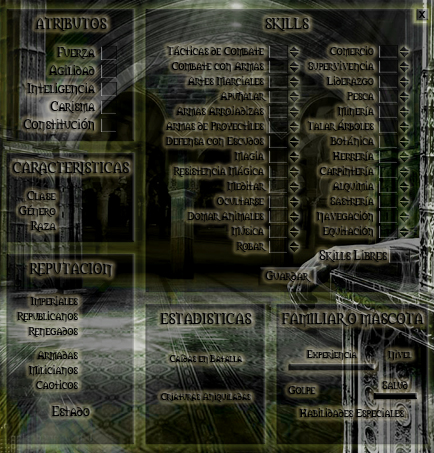 ATRIBUTOS
Fuerza
Agilidad
Inteligencia
Carisma
Constitución
CARACTERISTICAS
Clase
Género
Raza
REPUTACION
Imperiales
Republicanos
Renegados
Armadas
Milicianos
Caoticos
Estado
SKILLS
X
Tácticas de Combate
Combate con Armas
Artes Marciales
Apuñalar
Armas Arrojadizas
Armas de Proyectiles
Defensa con Escudos
Magia
Resistencia Mágica
Meditar
Ocultarse
Domar Animales
Musica
Robar
Comercio
Supervivencia
Liderazgo
Pesca
Mineria
Talar Árboles
Botánica
Herrería
Carpintería
Alquimia
Sastrería
Navegación
Equitación
Skills Libres
Guardar
ESTADISTICAS
Caídas en Batalla
Criaturas Aniquiladas
FAMILIAR O MASCOTA
Experiencia
Nivel
Golpe
Salud
Habilidades Especiales